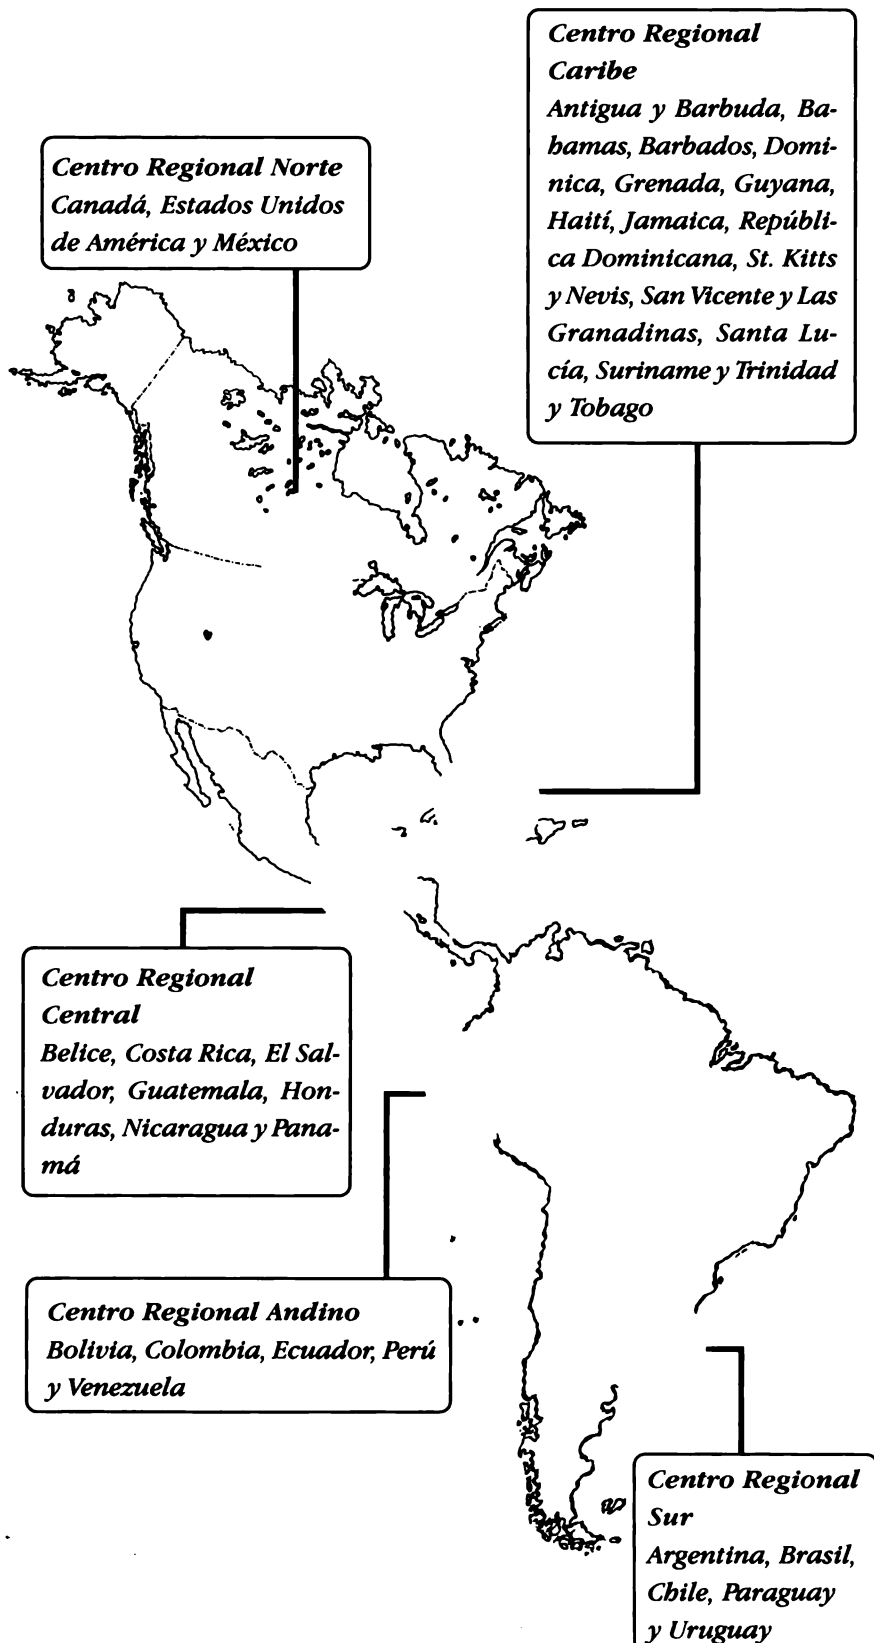 Centro Regional
Caribe
Antigua y Barbuda, Ba-
hamas, Barbados, Domi-
nica, Grenada, Guyana,
Haití, Jamaica, Repúbli-
ca Dominicana, St. Kitts
y Nevis, San Vicente y Las
Granadinas, Santa Lu-
cía, Suriname y Trinidad
y Tobago
Centro Regional Norte
Canadá, Estados Unidos
de América y México
Centro Regional
Central
Belice, Costa Rica, El Sal-
vador, Guatemala, Hon-
duras, Nicaragua y Pana-
má
Centro Regional Andino
Bolivia, Colombia, Ecuador, Perú
y Venezuela
Centro Regional
Sur
Argentina, Brasil,
Chile, Paraguay
y Uruguay